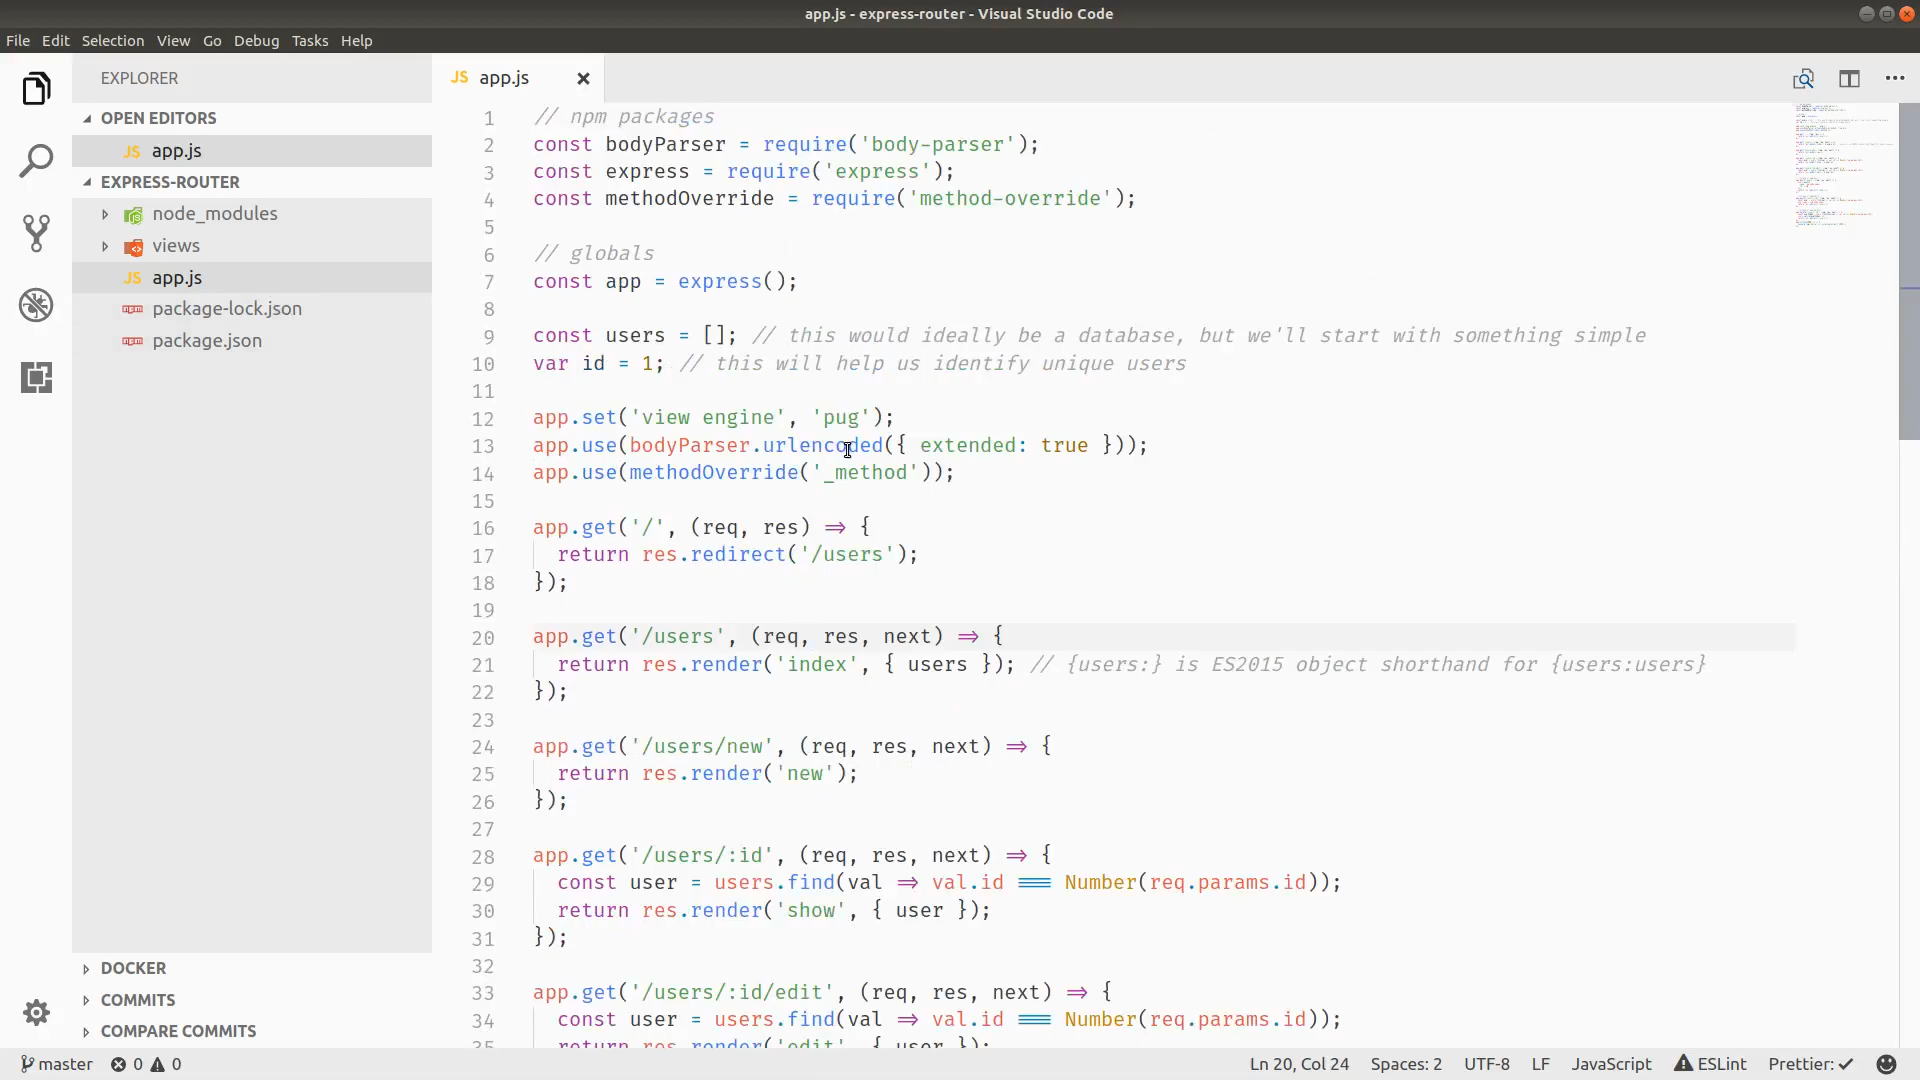 app.js - express-router - Visual Studio Code
File Edit Selection View Go Debug Tasks Help
EXPLORER
OPEN EDITORS
JS app.js
EXPRESS-ROUTER
node_modules
views
JS app.js
package-lock.json
package.json
DOCKER
COMMITS
COMPARE COMMITS
JS app.js
1 // npm packages
2 const bodyParser = require('body-parser');
3 const express = require('express');
4 const methodOverride = require('method-override');
5
6 // globals
7 const app = express();
8
9 const users = []; // this would ideally be a database, but we'll start with something simple
10 var id = 1; // this will help us identify unique users
11
12 app.set('view engine', 'pug');
13 app.use(bodyParser.urlencoded({ extended: true }));
14 app.use(methodOverride('_method'));
15
16 app.get('/', (req, res) => {
17 return res.redirect('/users');
18 });
19
20 app.get('/users', (req, res, next) => {
21 return res.render('index', { users }); // {users:} is ES2015 object shorthand for {users:users}
22 });
23
24 app.get('/users/new', (req, res, next) => {
25 return res.render('new');
26 });
27
28 app.get('/users/:id', (req, res, next) => {
29 const user = users.find(val => val.id === Number(req.params.id));
30 return res.render('show', { user });
31 });
32
33 app.get('/users/:id/edit', (req, res, next) => {
34 const user = users.find(val => val.id === Number(req.params.id));
35 return res.render('edit', { user });
master 0 0 Ln 20, Col 24 Spaces: 2 UTF-8 LF JavaScript ESLint Prettier: ✓